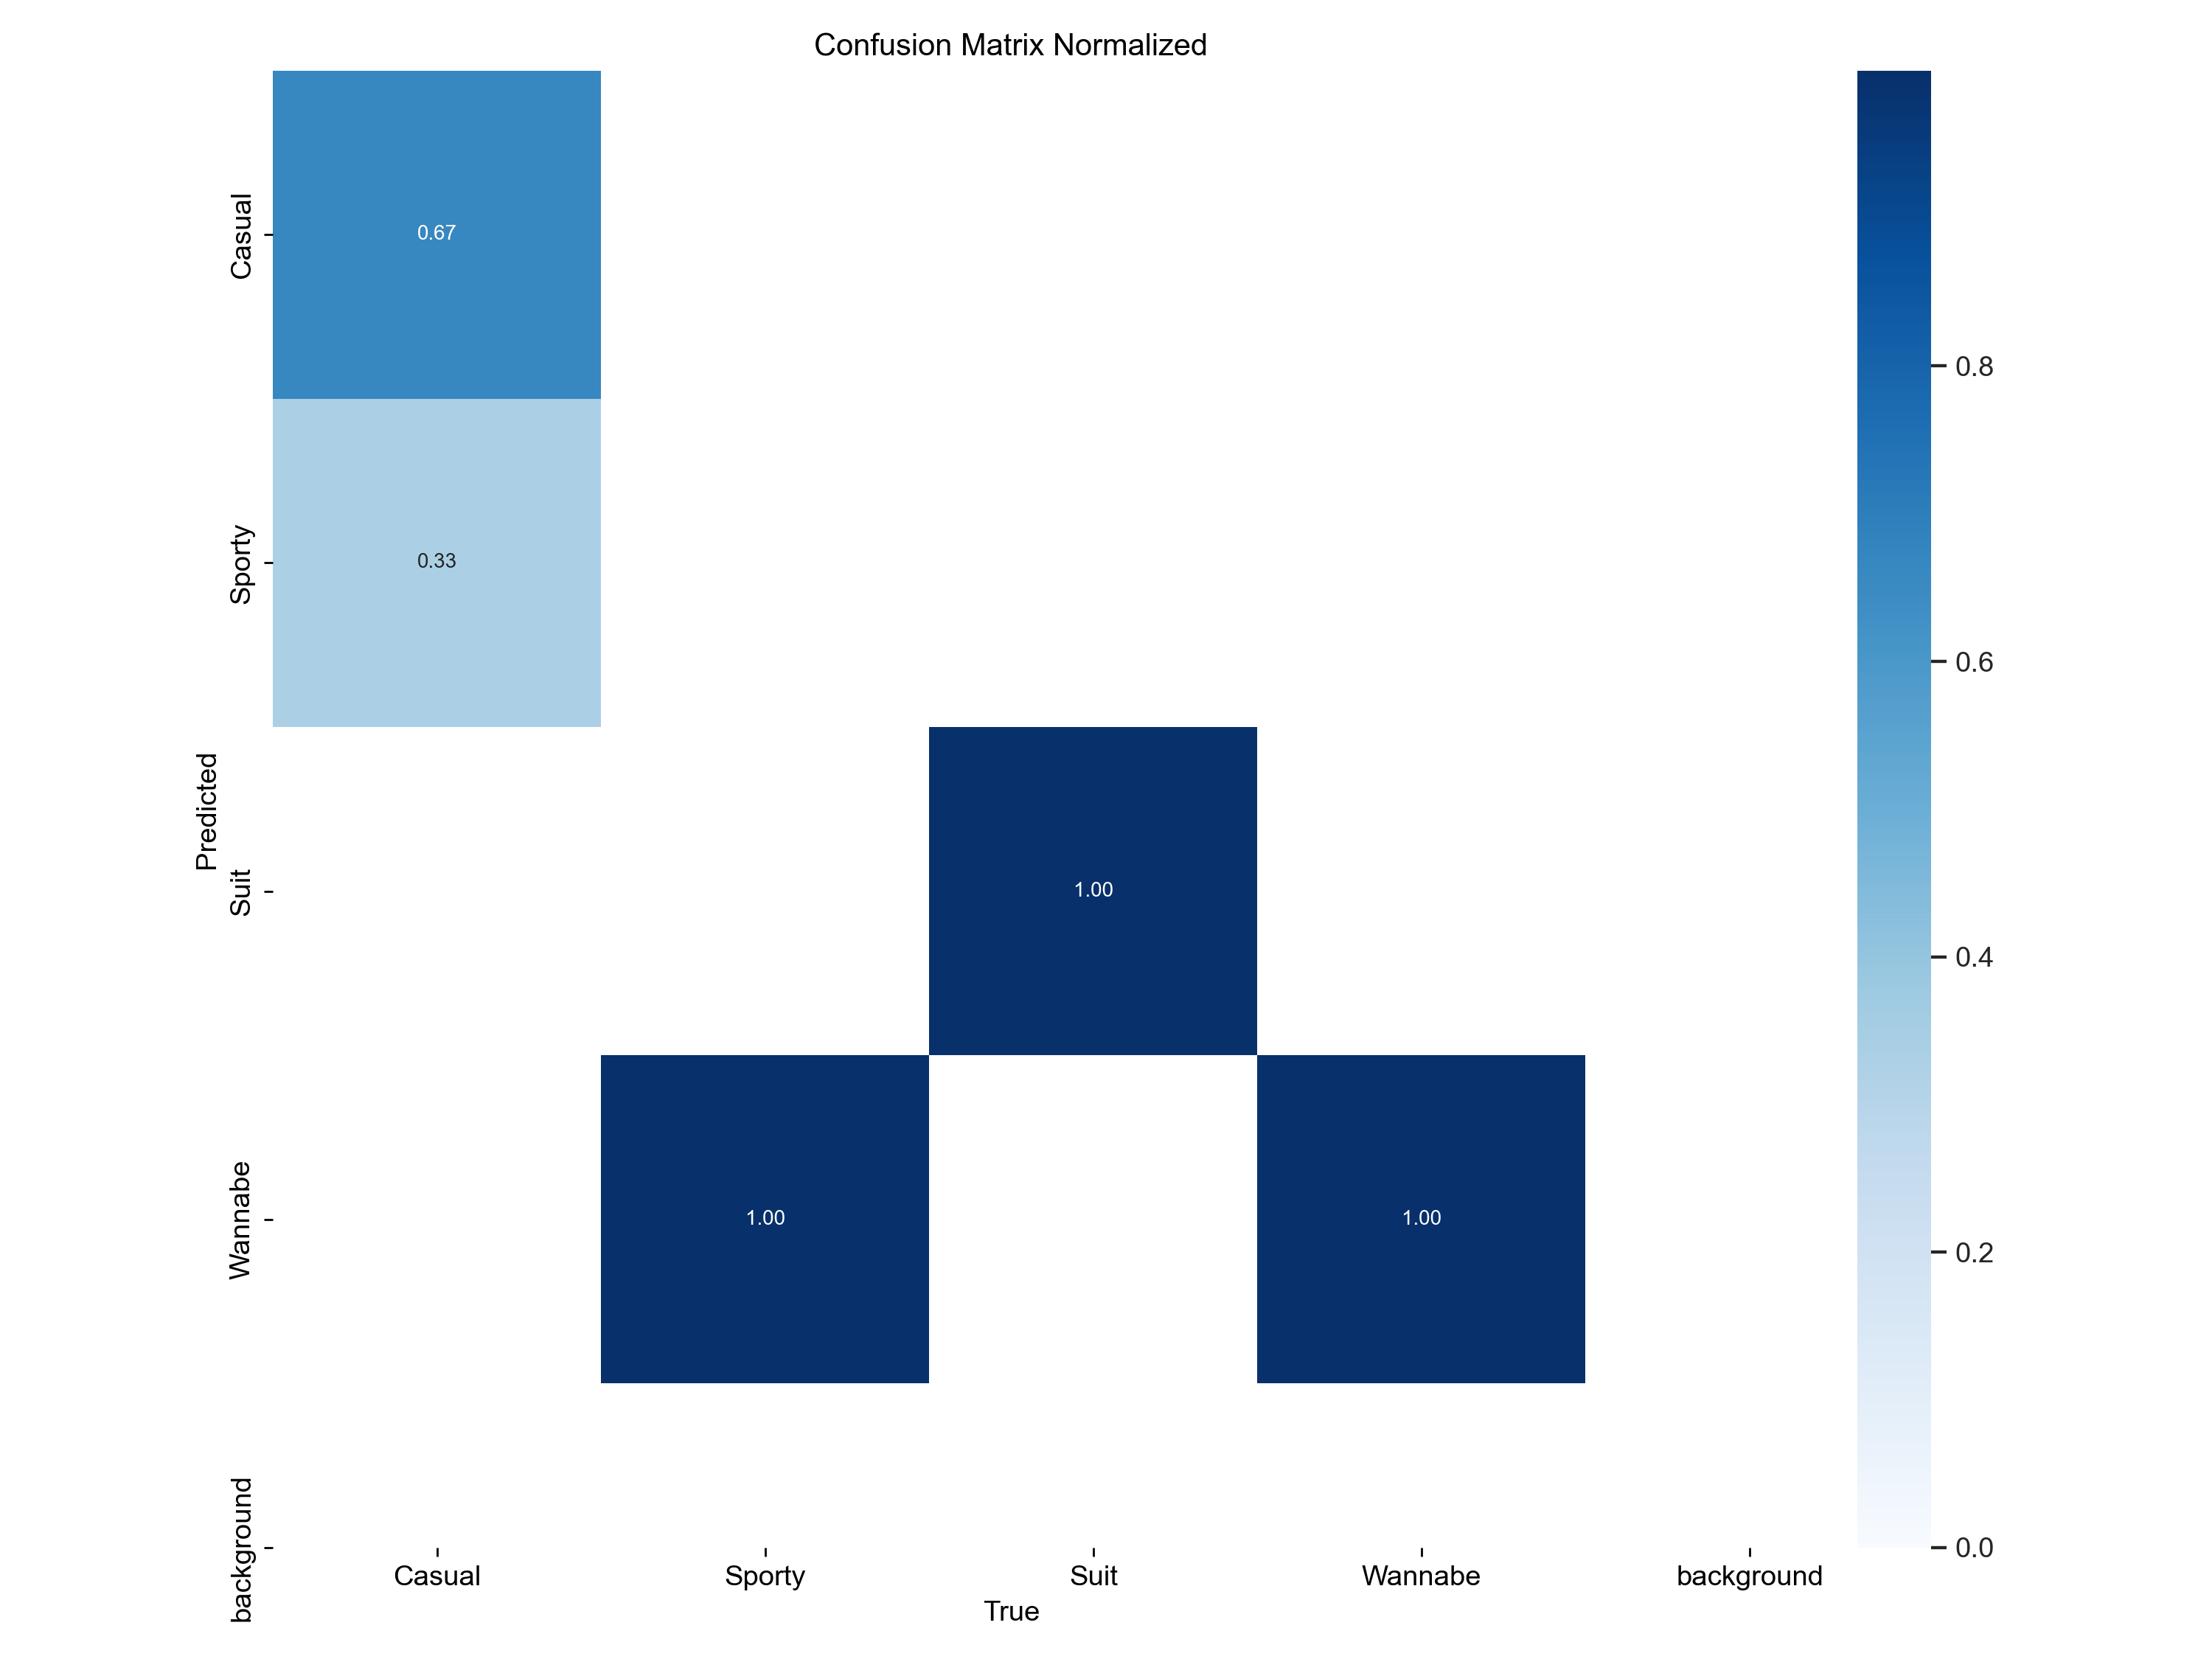 Confusion Matrix Normalized
Casual
0.67
Sporty
0.33
Suit
1.00
Wannabe
1.00 1.00
background
Predicted
Casual Sporty Suit Wannabe background
True
0.8
0.6
0.4
0.2
0.0